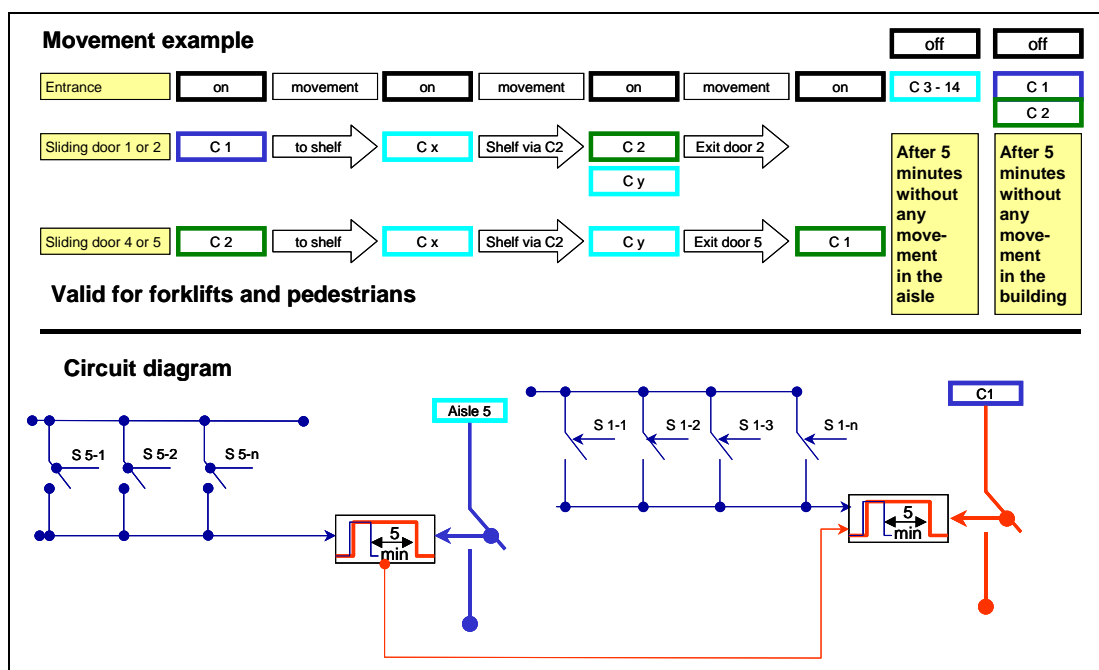 Movement example
off
off
Entrance
on
movement
on
movement
on
movement
on
C 3 - 14
C 1
C 2
Sliding door 1 or 2
C 1
to shelf
C x
Shelf via C2
C 2
Exit door 2
C y
After 5
minutes
without
any
move-
ment
in the
aisle
After 5
minutes
without
any
move-
ment
in the
building
Sliding door 4 or 5
C 2
to shelf
C x
Shelf via C2
C y
Exit door 5
C 1
Valid for forklifts and pedestrians
Circuit diagram
Aisle 5
C1
S 5-1
S 5-2
S 5-n
S 1-1
S 1-2
S 1-3
S 1-n
5
min
5
min